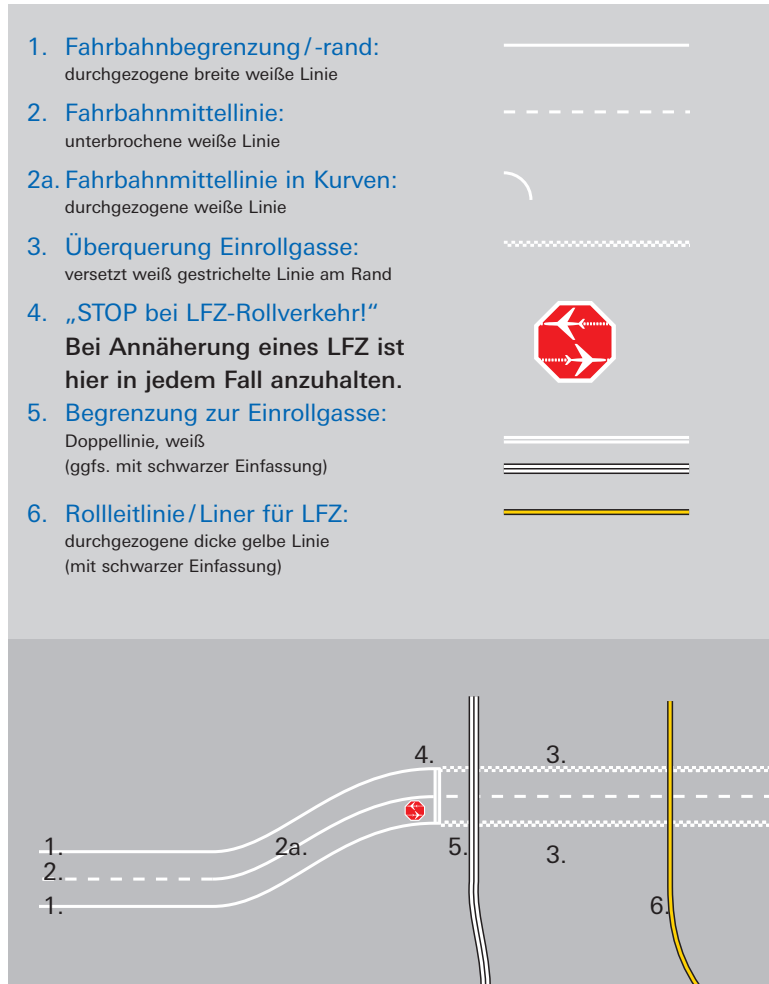 1. Fahrbahnbegrenzung/-rand:
durchgezogene breite weiße Linie
2. Fahrbahnmittellinie:
unterbrochene weiße Linie
2a. Fahrbahnmittellinie in Kurven:
durchgezogene weiße Linie
3. Überquerung Einrollgasse:
versetzt weiß gestrichelte Linie am Rand
4. „STOP bei LFZ-Rollverkehr!“
Bei Annäherung eines LFZ ist
hier in jedem Fall anzuhalten.
5. Begrenzung zur Einrollgasse:
Doppellinie, weiß
(ggfs. mit schwarzer Einfassung)
6. Rollleitlinie/Liner für LFZ:
durchgezogene dicke gelbe Linie
(mit schwarzer Einfassung)
4. 3.
1. 2a. 5. 3.
2.
1. 6.